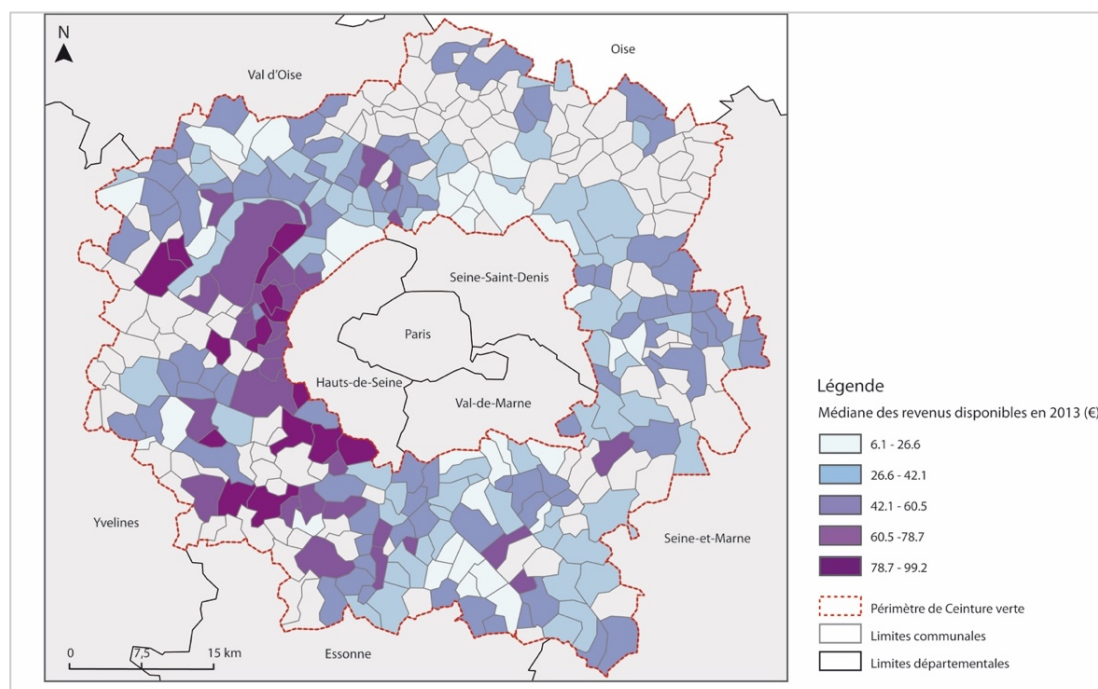 N
Oise
Val d'Oise
Seine-Saint-Denis
Paris
Hauts-de-Seine
Val-de-Marne
Yvelines
Seine-et-Marne
Essonne
0 7,5 15 km
Légende
Médiane des revenus disponibles en 2013 (€)
6.1 - 26.6
26.6 - 42.1
42.1 - 60.5
60.5 -78.7
78.7 - 99.2
Périmètre de Ceinture verte
Limites communales
Limites départementales